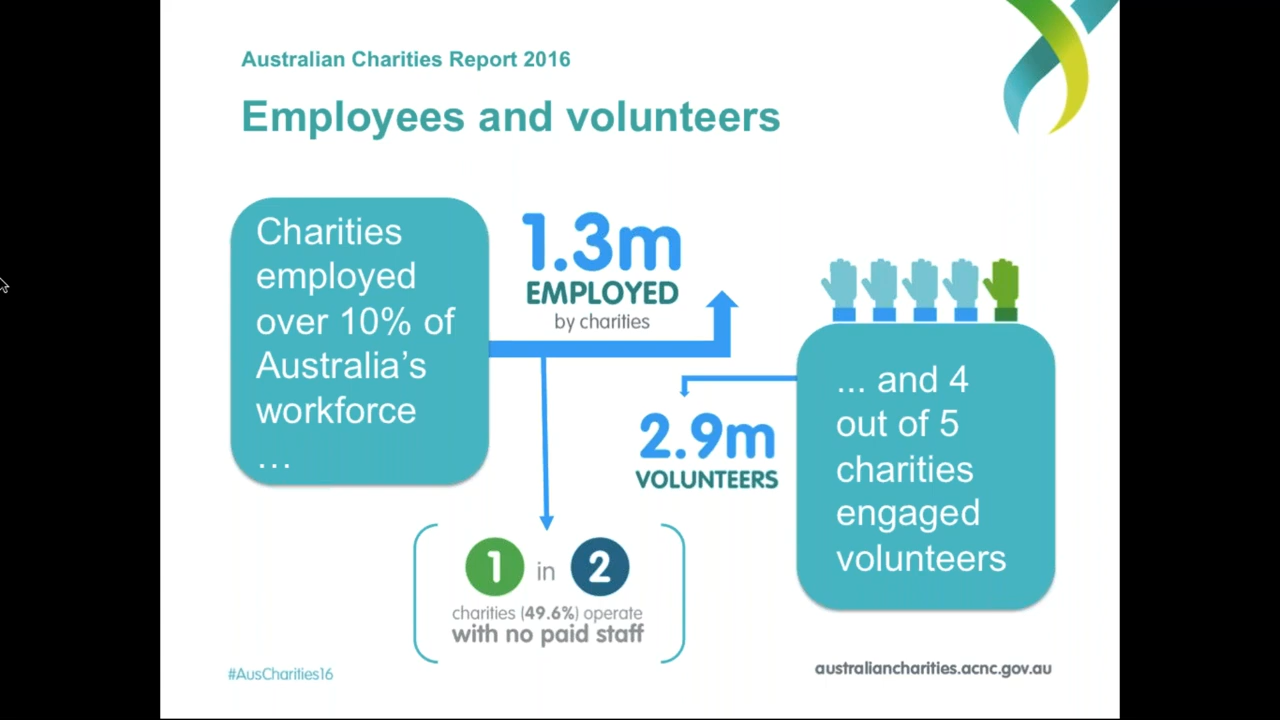 Australian Charities Report 2016
Employees and volunteers
Charities
employed
over 10% of
Australia’s
workforce
…
1.3m
EMPLOYED
by charities
... and 4
out of 5
charities
engaged
volunteers
2.9m
VOLUNTEERS
1 in 2
charities (49.6%) operate
with no paid staff
#AusCharities16
australiancharities.acnc.gov.au